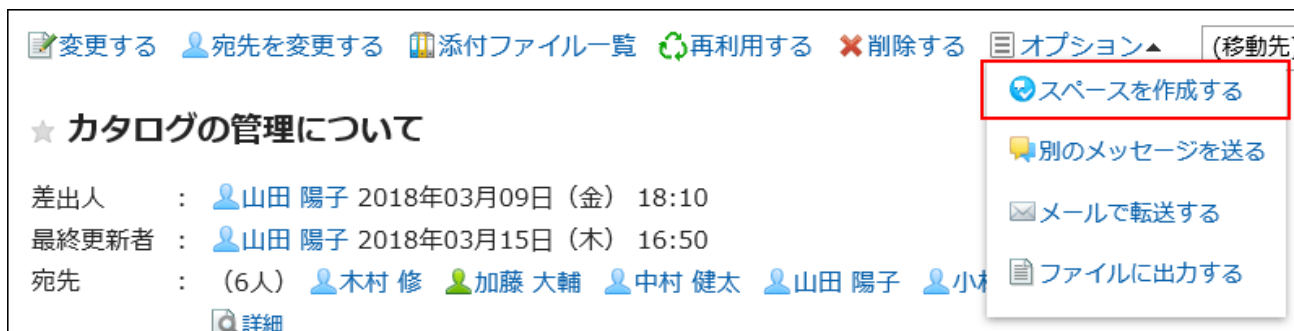 変更する 宛先を変更する 添付ファイル一覧 再利用する 削除する オプション▲ (移動先)
スペースを作成する
★ カタログの管理について
別のメッセージを送る
差出人 : 山田 陽子 2018年03月09日（金） 18:10
メールで転送する
最終更新者 : 山田 陽子 2018年03月15日（木） 16:50
宛先 : （6人） 木村 修 加藤 大輔 中村 健太 山田 陽子
ファイルに出力する
詳細